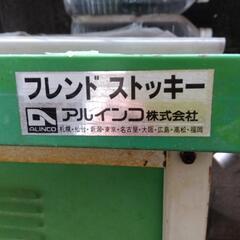 フレンドストッキー
ALINCO
アルインコ株式会社
札幌・仙台・新潟・東京・名古屋・大阪・広島・高松・福岡